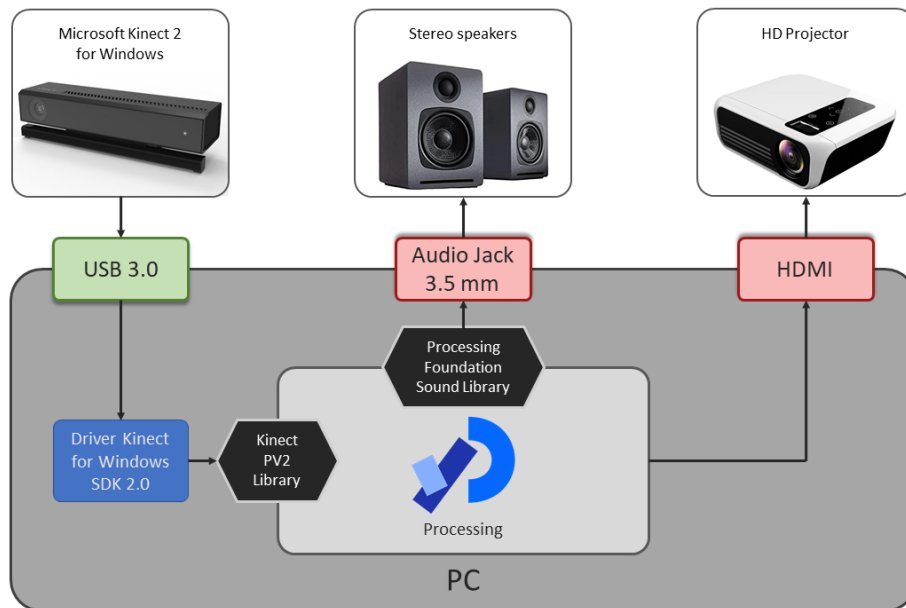 Microsoft Kinect 2
for Windows
Stereo speakers
HD Projector
USB 3.0
Audio Jack
3.5 mm
HDMI
Processing
Foundation
Sound Library
Driver Kinect
for Windows
SDK 2.0
Kinect
PV2
Library
Processing
PC